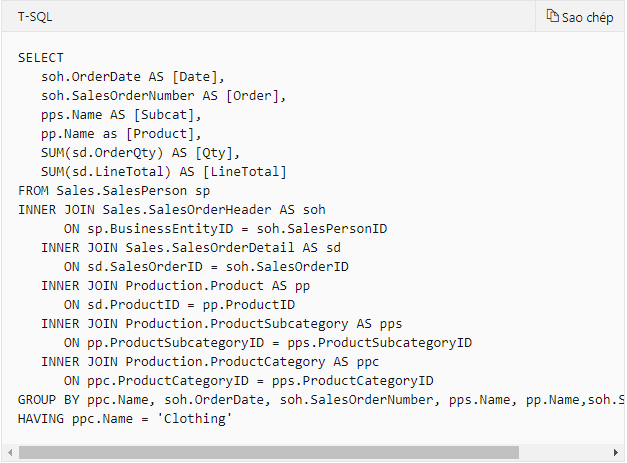 T-SQL
Sao chép
SELECT
soh.OrderDate AS [Date],
soh.SalesOrderNumber AS [Order],
pps.Name AS [Subcat],
pp.Name as [Product],
SUM(sd.OrderQty) AS [Qty],
SUM(sd.LineTotal) AS [LineTotal]
FROM Sales.SalesPerson sp
INNER JOIN Sales.SalesOrderHeader AS soh
ON sp.BusinessEntityID = soh.SalesPersonID
INNER JOIN Sales.SalesOrderDetail AS sd
ON sd.SalesOrderID = soh.SalesOrderID
INNER JOIN Production.Product AS pp
ON sd.ProductID = pp.ProductID
INNER JOIN Production.ProductSubcategory AS pps
ON pp.ProductSubcategoryID = pps.ProductSubcategoryID
INNER JOIN Production.ProductCategory AS ppc
ON ppc.ProductCategoryID = pps.ProductCategoryID
GROUP BY ppc.Name, soh.OrderDate, soh.SalesOrderNumber, pps.Name, pp.Name,soh.S
HAVING ppc.Name = 'Clothing'